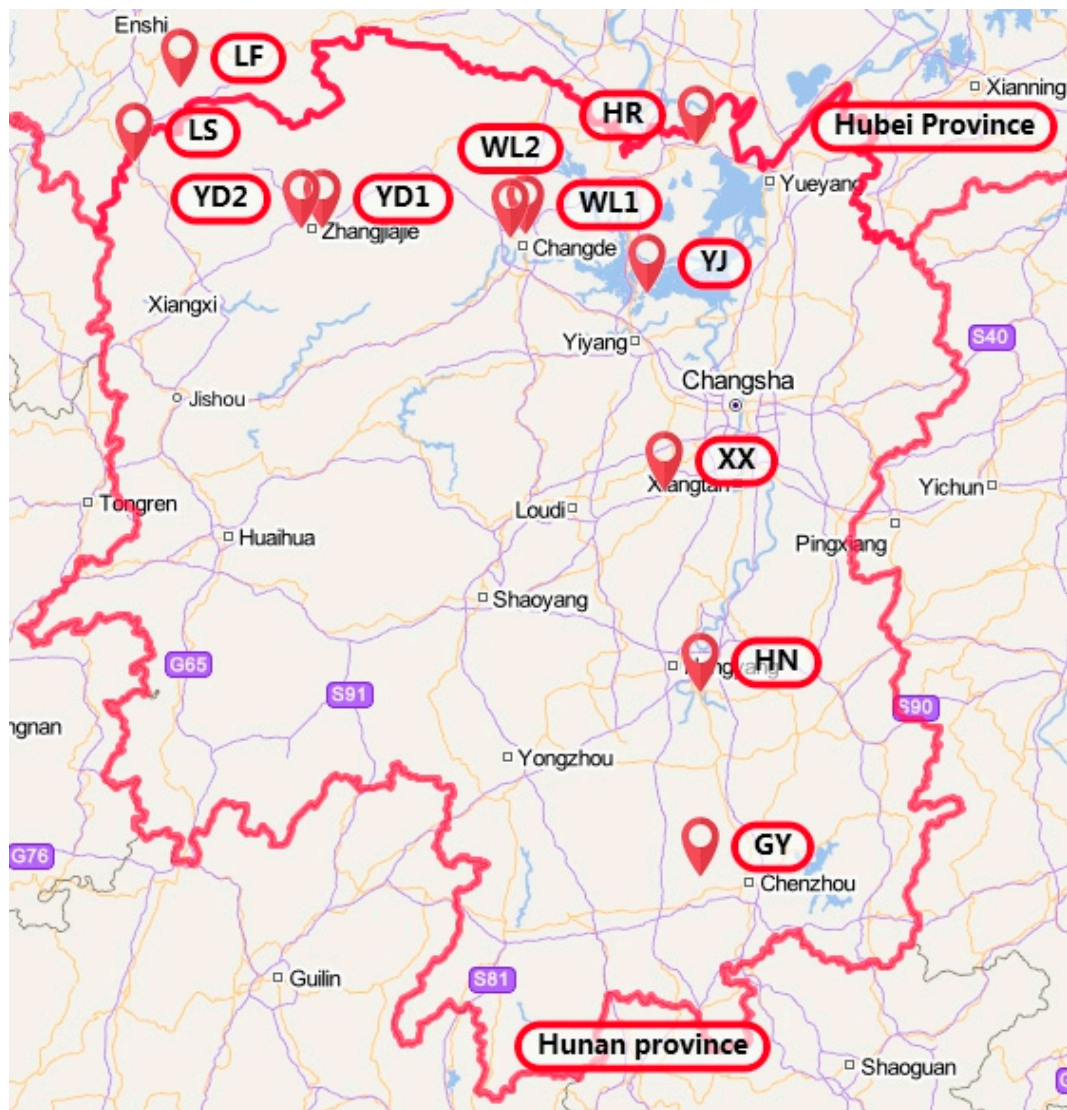 Enshi
LF
Xianning
HR
Hubei Province
LS
WL2
Yueyang
YD2
YD1
WL1
Zhangjiajie
Changde
YJ
Xiangxi
Yiyang
S40
Changsha
Jishou
XX
Xiangtan
Yichun
Tongren
Loudi
Huaihua
Pingxiang
Shaoyang
G65
HN
Hengyang
S91
S90
ngnan
Yongzhou
GY
G76
Chenzhou
Guilin
S81
Hunan province
Shaoguan